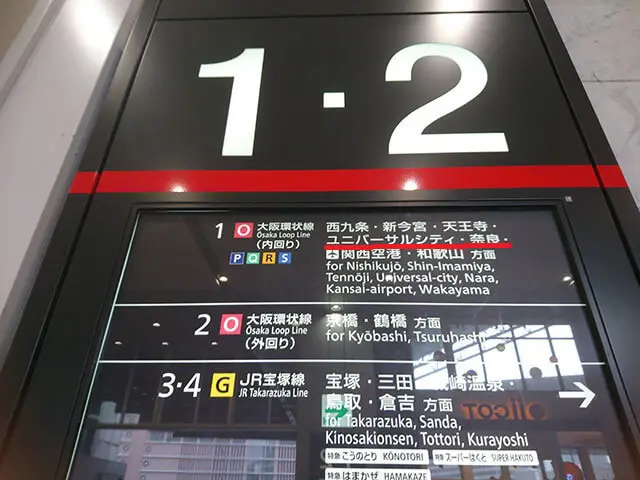 1・2
1 O 大阪環状線 西九条・新今宮・天王寺・
Osaka Loop Line ユニバーサルシティ・奈良・
(内回り) 関西空港・和歌山 方面
P Q R S for Nishikujō, Shin-Imamiya,
Tennōji, Universal-city, Nara,
Kansai-airport, Wakayama
2 O 大阪環状線 京橋・鶴橋 方面
Osaka Loop Line
(外回り) for Kyōbashi, Tsuruhashi
3・4 G JR宝塚線 宝塚・三田・城崎温泉・
JR Takarazuka Line 鳥取・倉吉 方面
for Takarazuka, Sanda,
Kinosakionsen, Tottori, Kurayoshi
特急 こうのとり KŌNOTORI 特急 スーパーはくと SUPER HAKUTO
特急 はまかぜ HAMAKAZE